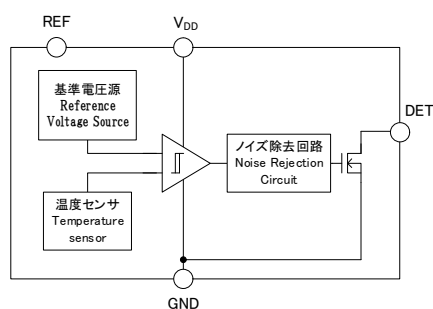 REF
VDD
基準電圧源
Reference
Voltage Source
DET
ノイズ除去回路
Noise Rejection
Circuit
温度センサ
Temperature
sensor
GND